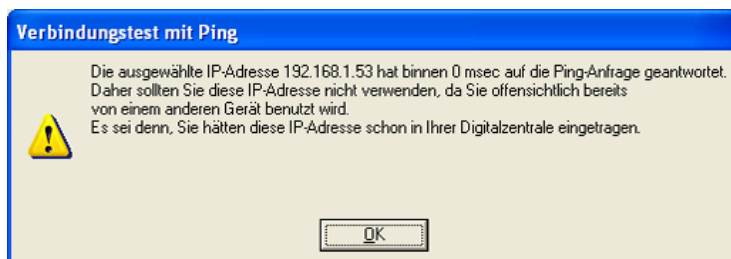 Verbindungstest mit Ping
Die ausgewählte IP-Adresse 192.168.1.53 hat binnen 0 msec auf die Ping-Anfrage geantwortet.
Daher sollten Sie diese IP-Adresse nicht verwenden, da Sie offensichtlich bereits
von einem anderen Gerät benutzt wird.
Es sei denn, Sie hätten diese IP-Adresse schon in Ihrer Digitalzentrale eingetragen.
OK